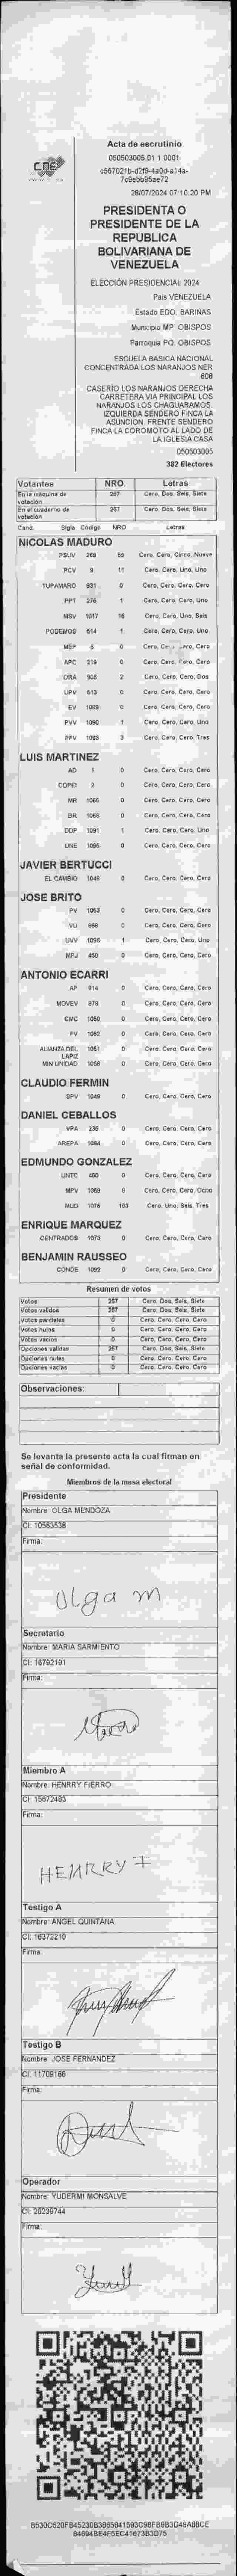 CNE
Acta de escrutinio
050503005.01.1.0001
28/07/2024 07:10:20 PM
PRESIDENTA O
PRESIDENTE DE LA
REPUBLICA
BOLIVARIANA DE
VENEZUELA
ELECCIÓN PRESIDENCIAL 2024
Pais VENEZUELA
Estado EDO. BARINAS
Municipio MP. OBISPOS
Parroquia PQ. OBISPOS
ESCUELA BASICA NACIONAL
CONCENTRADA LOS NARANJOS NER
608
CASERIO LOS NARANJOS DERECHA
CARRETERA VIA PRINCIPAL LOS
NARANJOS LOS CHAGUARAMOS.
IZQUIERDA SENDERO FINCA LA
ASUNCION. FRENTE SENDERO
FINCA LA COROMOTO AL LADO DE
LA IGLESIA CASA
050503005
382 Electores
Votantes NRO. Letras
En la máquina de votación 267 Cero, Dos, Seis, Siete
En el cuaderno de votación 267 Cero, Dos, Seis, Siete
Cand. Sigla Código NRO Letras
NICOLAS MADURO
PSUV 269 59 Cero, Cero, Cinco, Nueve
PCV 9 11 Cero, Cero, Uno, Uno
TUPAMARO 931 0 Cero, Cero, Cero, Cero
PPT 276 1 Cero, Cero, Cero, Uno
MSV 1017 16 Cero, Cero, Uno, Seis
PODEMOS 614 1 Cero, Cero, Cero, Uno
MEP 6 0 Cero, Cero, Cero, Cero
APC 219 0 Cero, Cero, Cero, Cero
ORA 905 2 Cero, Cero, Cero, Dos
UPV 613 0 Cero, Cero, Cero, Cero
EV 1089 0 Cero, Cero, Cero, Cero
PVV 1090 1 Cero, Cero, Cero, Uno
PFV 1093 3 Cero, Cero, Cero, Tres
LUIS MARTINEZ
AD 1 0 Cero, Cero, Cero, Cero
COPEI 2 0 Cero, Cero, Cero, Cero
MR 1065 0 Cero, Cero, Cero, Cero
BR 1066 0 Cero, Cero, Cero, Cero
DDP 1091 1 Cero, Cero, Cero, Uno
UNE 1095 0 Cero, Cero, Cero, Cero
JAVIER BERTUCCI
EL CAMBIO 1046 0 Cero, Cero, Cero, Cero
JOSE BRITO
PV 1053 0 Cero, Cero, Cero, Cero
VU 968 0 Cero, Cero, Cero, Cero
UVV 1096 1 Cero, Cero, Cero, Uno
MPJ 458 0 Cero, Cero, Cero, Cero
ANTONIO ECARRI
AP 914 0 Cero, Cero, Cero, Cero
MOVEV 878 0 Cero, Cero, Cero, Cero
CMC 1050 0 Cero, Cero, Cero, Cero
FV 1082 0 Cero, Cero, Cero, Cero
ALIANZA DEL LAPIZ 1081 0 Cero, Cero, Cero, Cero
MIN UNIDAD 1058 0 Cero, Cero, Cero, Cero
CLAUDIO FERMIN
SPV 1049 0 Cero, Cero, Cero, Cero
DANIEL CEBALLOS
VPA 236 0 Cero, Cero, Cero, Cero
AREPA 1084 0 Cero, Cero, Cero, Cero
EDMUNDO GONZALEZ
UNTC 460 0 Cero, Cero, Cero, Cero
MPV 1069 8 Cero, Cero, Cero, Ocho
MUD 1076 163 Cero, Uno, Seis, Tres
ENRIQUE MARQUEZ
CENTRADOS 1073 0 Cero, Cero, Cero, Cero
BENJAMIN RAUSSEO
CONDE 1092 0 Cero, Cero, Cero, Cero
Resumen de votos
Votos 267 Cero, Dos, Seis, Siete
Votos validos 267 Cero, Dos, Seis, Siete
Votos parciales 0 Cero, Cero, Cero, Cero
Votos nulos 0 Cero, Cero, Cero, Cero
Votos vacios 0 Cero, Cero, Cero, Cero
Opciones validas 267 Cero, Dos, Seis, Siete
Opciones nulas 0 Cero, Cero, Cero, Cero
Opciones vacias 0 Cero, Cero, Cero, Cero
Observaciones:
Se levanta la presente acta la cual firman en
señal de conformidad.
Miembros de la mesa electoral
Presidente
Nombre: OLGA MENDOZA
CI: 10563538
Firma:
Olga m
Secretario
Nombre: MARIA SARMIENTO
CI: 16792191
Firma:
Miembro A
Nombre: HENRRY FIERRO
CI: 15672483
Firma:
HENRRY F
Testigo A
Nombre: ANGEL QUINTANA
CI: 16372210
Firma:
Testigo B
Nombre: JOSE FERNANDEZ
CI: 11709166
Firma:
Operador
Nombre: YUDERMI MONSALVE
CI: 20239744
Firma: